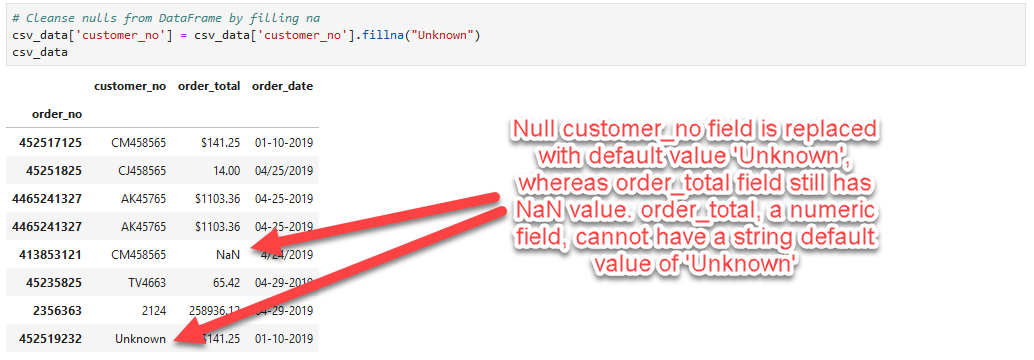 # Cleanse nulls from DataFrame by filling na
csv_data['customer_no'] = csv_data['customer_no'].fillna("Unknown")
csv_data
customer_no order_total order_date
order_no
452517125 CM458565 $141.25 01-10-2019
45251825 CJ458565 14.00 04/25/2019
4465241327 AK45765 $1103.36 04-25-2019
4465241327 AK45765 $1103.36 04-25-2019
413853121 CM458565 NaN 4/24/2019
45235825 TV4663 65.42 04-29-2019
2356363 2124 258936.12 04-29-2019
452519232 Unknown $141.25 01-10-2019
Null customer_no field is replaced
with default value 'Unknown',
whereas order_total field still has
NaN value. order_total, a numeric
field, cannot have a string default
value of 'Unknown'